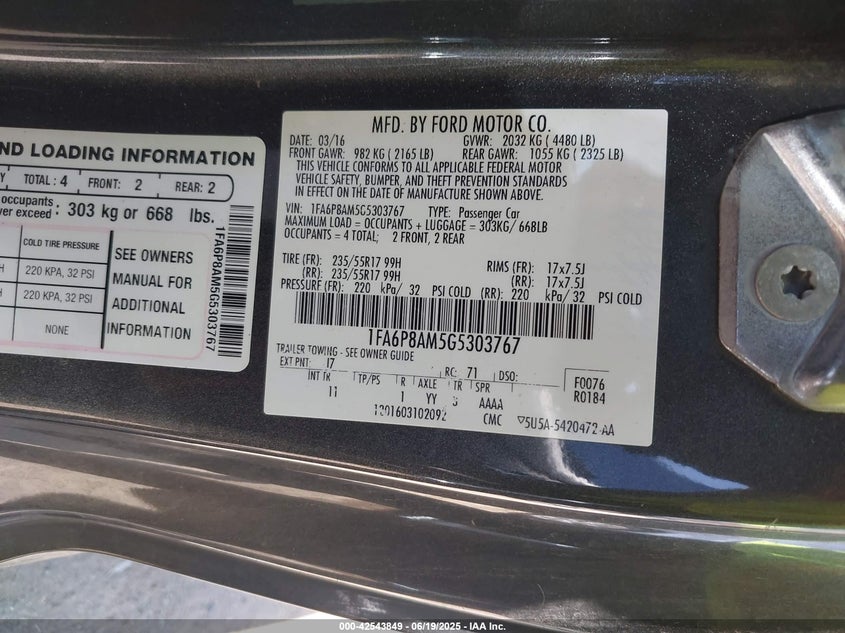 ND LOADING INFORMATION
Y TOTAL: 4 FRONT: 2 REAR: 2
occupants:
ver exceed: 303 kg or 668 lbs.
COLD TIRE PRESSURE
H 220 KPA, 32 PSI
H 220 KPA, 32 PSI
NONE
SEE OWNERS
MANUAL FOR
ADDITIONAL
INFORMATION
1FA6P8AM5G5303767
MFD. BY FORD MOTOR CO.
DATE: 03/16 GVWR: 2032 KG ( 4480 LB)
FRONT GAWR: 982 KG ( 2165 LB) REAR GAWR: 1055 KG ( 2325 LB)
THIS VEHICLE CONFORMS TO ALL APPLICABLE FEDERAL MOTOR
VEHICLE SAFETY, BUMPER, AND THEFT PREVENTION STANDARDS
IN EFFECT ON THE DATE OF MANUFACTURE SHOWN ABOVE.
VIN: 1FA6P8AM5G5303767 TYPE: Passenger Car
MAXIMUM LOAD = OCCUPANTS + LUGGAGE = 303KG/ 668LB
OCCUPANTS = 4 TOTAL; 2 FRONT, 2 REAR
TIRE (FR): 235/55R17 99H RIMS (FR): 17x7.5J
(RR): 235/55R17 99H (RR): 17x7.5J
PRESSURE (FR): 220 kPa/ 32 PSI COLD (RR): 220 kPa/32 PSI COLD
1FA6P8AM5G5303767
TRAILER TOWING - SEE OWNER GUIDE
EXT PNT: J7 RC: 71 DSO:
INT TR TP/PS R AXLE TR SPR F0076
11 1 YY AAAA R0184
1201603102092 CMC 5U5A-5420472-AA
000-42543849 - 06/19/2025 - IAA Inc.